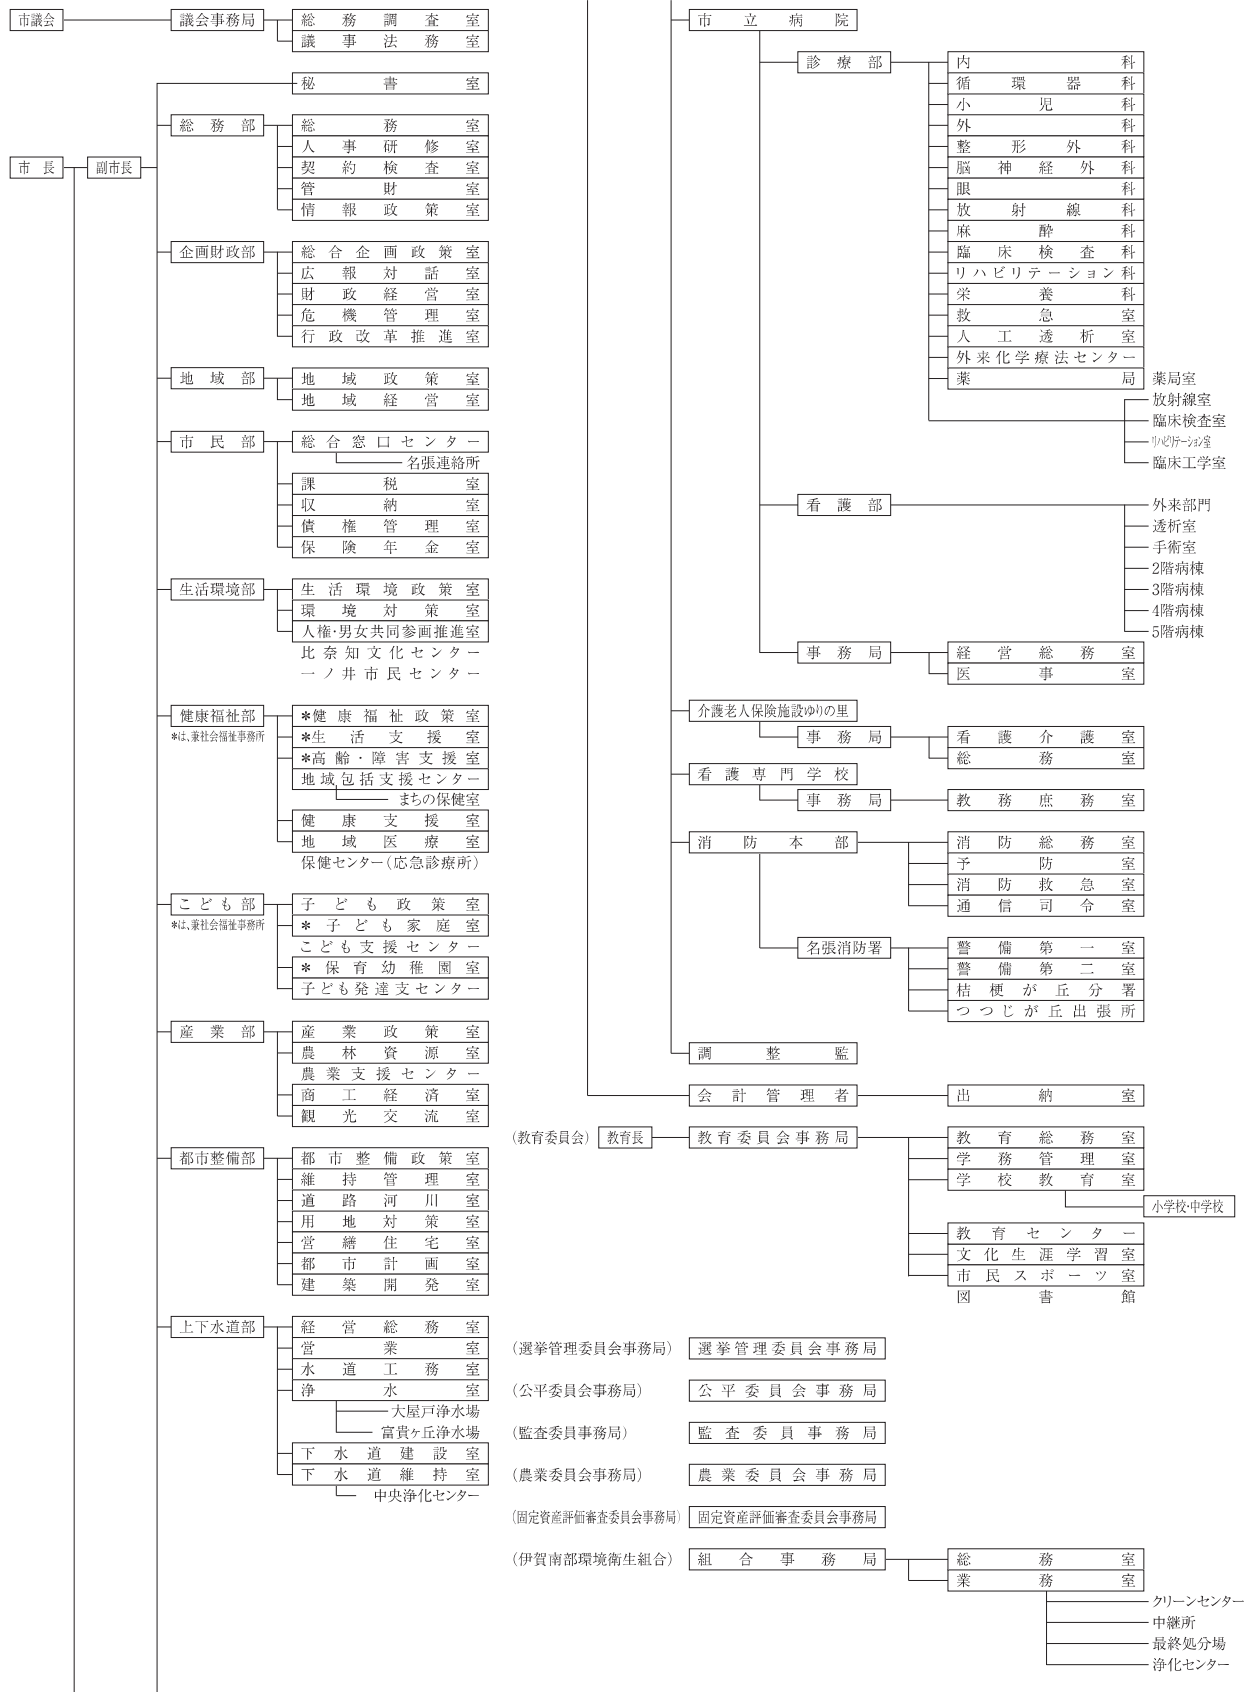 市議会
議会事務局
総務調査室
議事法務室
秘書室
市長
副市長
総務部
総務室
人事研修室
契約検査室
管財室
情報政策室
企画財政部
総合企画政策室
広報対話室
財政経営室
危機管理室
行政改革推進室
地域部
地域政策室
地域経営室
市民部
総合窓口センター
名張連絡所
課税室
収納室
債権管理室
保険年金室
生活環境部
生活環境政策室
環境対策室
人権・男女共同参画推進室
比奈知文化センター
一ノ井市民センター
健康福祉部
*は、兼社会福祉事務所
*健康福祉政策室
*生活支援室
*高齢・障害支援室
地域包括支援センター
まちの保健室
健康支援室
地域医療室
保健センター(応急診療所)
こども部
*は、兼社会福祉事務所
子ども政策室
*子ども家庭室
こども支援センター
*保育幼稚園室
子ども発達支センター
産業部
産業政策室
農林資源室
農業支援センター
商工経済室
観光交流室
都市整備部
都市整備政策室
維持管理室
道路河川室
用地対策室
営繕住宅室
都市計画室
建築開発室
上下水道部
経営総務室
営業室
水道工務室
浄水室
大屋戸浄水場
富貴ヶ丘浄水場
下水道建設室
下水道維持室
中央浄化センター
市立病院
診療部
内科
循環器科
小児科
外科
整形外科
脳神経外科
眼科
放射線科
麻酔科
臨床検査科
リハビリテーション科
栄養科
救急室
人工透析室
外来化学療法センター
薬局 薬局室
放射線室
臨床検査室
リハビリテーション室
臨床工学室
看護部
外来部門
透析室
手術室
2階病棟
3階病棟
4階病棟
5階病棟
事務局
経営総務室
医事室
介護老人保険施設ゆりの里
事務局
看護介護室
総務室
看護専門学校
事務局
教務庶務室
消防本部
消防総務室
予防室
消防救急室
通信司令室
名張消防署
警備第一室
警備第二室
桔梗が丘分署
つつじが丘出張所
調整監
会計管理者
出納室
(教育委員会) 教育長
教育委員会事務局
教育総務室
学務管理室
学校教育室
小学校・中学校
教育センター
文化生涯学習室
市民スポーツ室
図書館
(選挙管理委員会事務局) 選挙管理委員会事務局
(公平委員会事務局) 公平委員会事務局
(監査委員事務局) 監査委員事務局
(農業委員会事務局) 農業委員会事務局
(固定資産評価審査委員会事務局) 固定資産評価審査委員会事務局
(伊賀南部環境衛生組合) 組合事務局
総務室
業務室
クリーンセンター
中継所
最終処分場
浄化センター